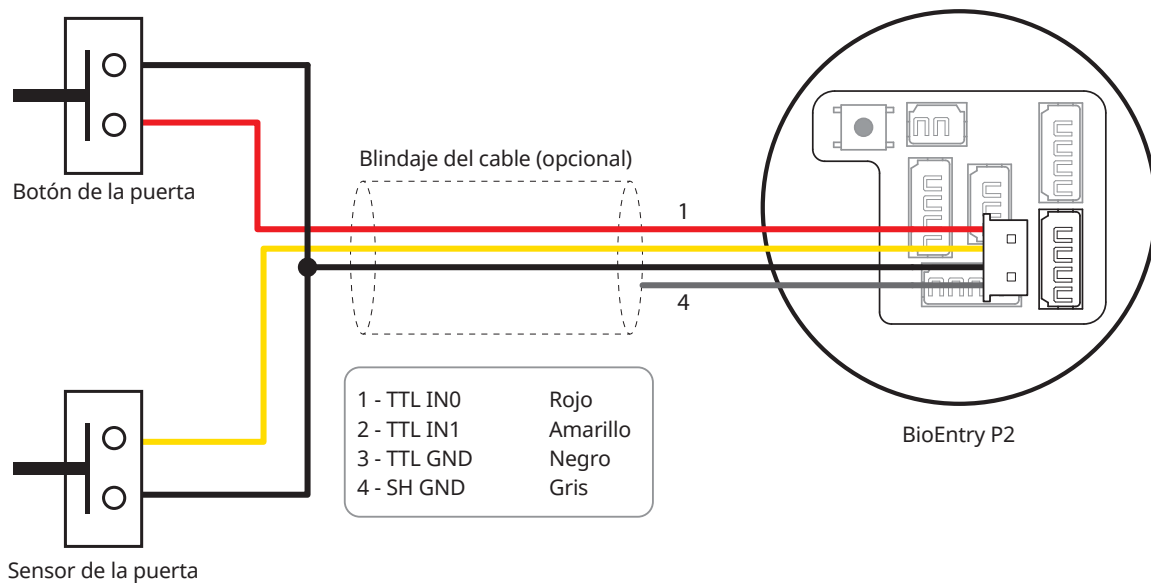 Botón de la puerta
Blindaje del cable (opcional)
1
4
1 - TTL IN0 Rojo
2 - TTL IN1 Amarillo
3 - TTL GND Negro
4 - SH GND Gris
BioEntry P2
Sensor de la puerta